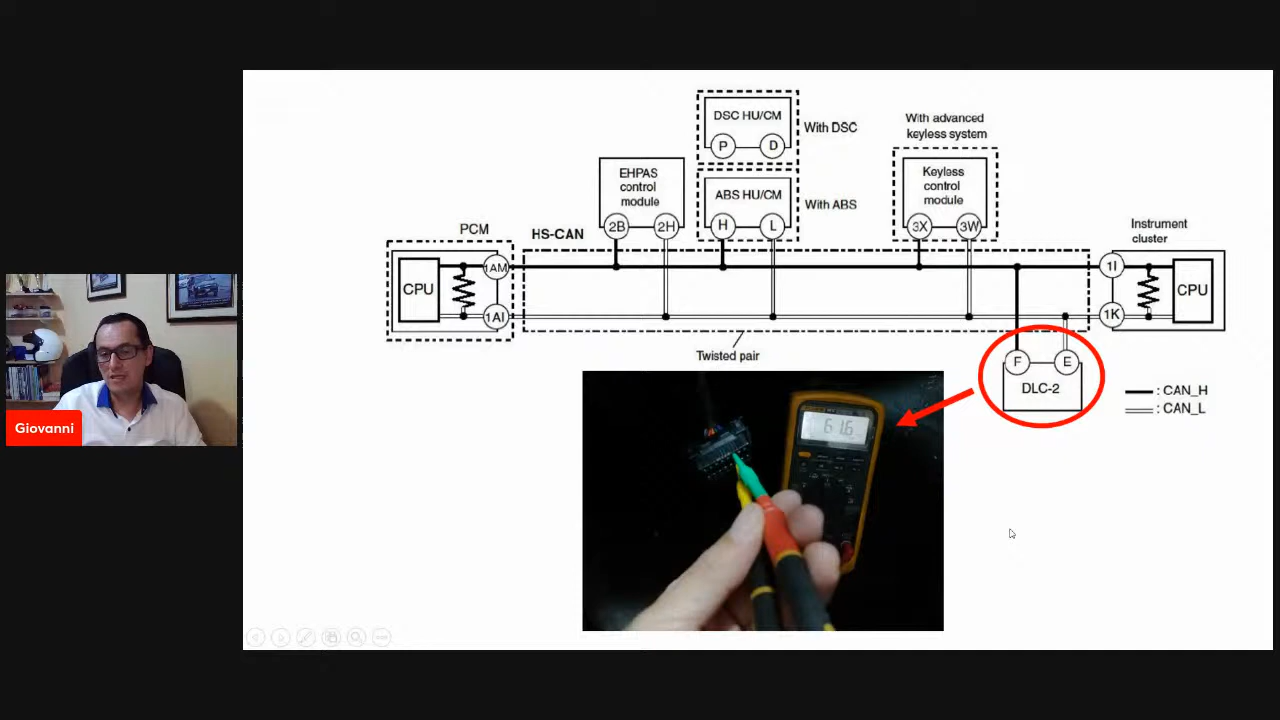 DSC HU/CM
P
D
With DSC
With advanced
keyless system
EHPAS
control
module
2B
2H
ABS HU/CM
H
L
With ABS
Keyless
control
module
3X
3W
Instrument
cluster
PCM
HS-CAN
CPU
1AM
1AI
1I
1K
CPU
Twisted pair
F
E
DLC-2
: CAN_H
: CAN_L
61.6
Giovanni